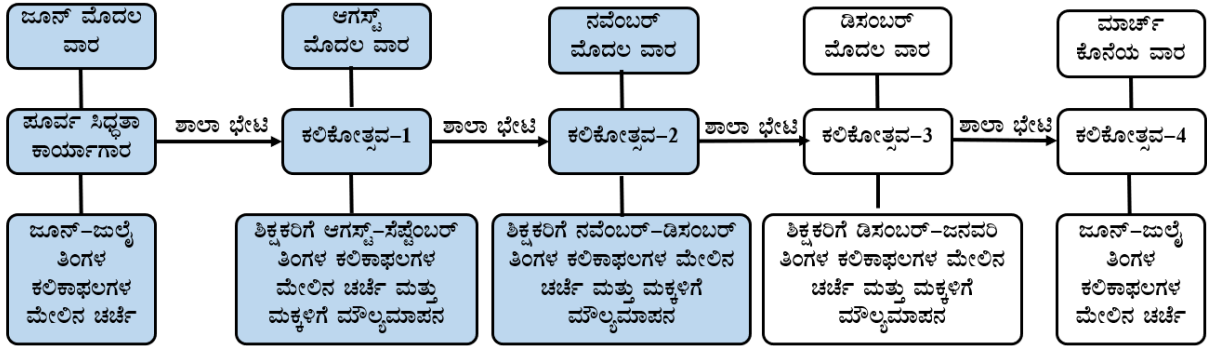 ಜೂನ್ ಮೊದಲ
ವಾರ
ಆಗಸ್ಟ್
ಮೊದಲ ವಾರ
ನವೆಂಬರ್
ಮೊದಲ ವಾರ
ಡಿಸಂಬರ್
ಮೊದಲ ವಾರ
ಮಾರ್ಚ್
ಕೊನೆಯ ವಾರ
ಪೂರ್ವ ಸಿಧ್ಧತಾ
ಕಾರ್ಯಾಗಾರ
ಶಾಲಾ ಭೇಟಿ
ಕಲಿಕೋತ್ಸವ-1
ಶಾಲಾ ಭೇಟಿ
ಕಲಿಕೋತ್ಸವ-2
ಶಾಲಾ ಭೇಟಿ
ಕಲಿಕೋತ್ಸವ-3
ಶಾಲಾ ಭೇಟಿ
ಕಲಿಕೋತ್ಸವ-4
ಜೂನ್-ಜುಲೈ
ತಿಂಗಳ
ಕಲಿಕಾಫಲಗಳ
ಮೇಲಿನ ಚರ್ಚೆ
ಶಿಕ್ಷಕರಿಗೆ ಆಗಸ್ಟ್-ಸೆಪ್ಟೆಂಬರ್
ತಿಂಗಳ ಕಲಿಕಾಫಲಗಳ
ಮೇಲಿನ ಚರ್ಚೆ ಮತ್ತು
ಮಕ್ಕಳಿಗೆ ಮೌಲ್ಯಮಾಪನ
ಶಿಕ್ಷಕರಿಗೆ ನವೆಂಬರ್-ಡಿಸಂಬರ್
ತಿಂಗಳ ಕಲಿಕಾಫಲಗಳ ಮೇಲಿನ
ಚರ್ಚೆ ಮತ್ತು ಮಕ್ಕಳಿಗೆ
ಮೌಲ್ಯಮಾಪನ
ಶಿಕ್ಷಕರಿಗೆ ಡಿಸಂಬರ್-ಜನವರಿ
ತಿಂಗಳ ಕಲಿಕಾಫಲಗಳ ಮೇಲಿನ
ಚರ್ಚೆ ಮತ್ತು ಮಕ್ಕಳಿಗೆ
ಮೌಲ್ಯಮಾಪನ
ಜೂನ್-ಜುಲೈ
ತಿಂಗಳ
ಕಲಿಕಾಫಲಗಳ
ಮೇಲಿನ ಚರ್ಚೆ